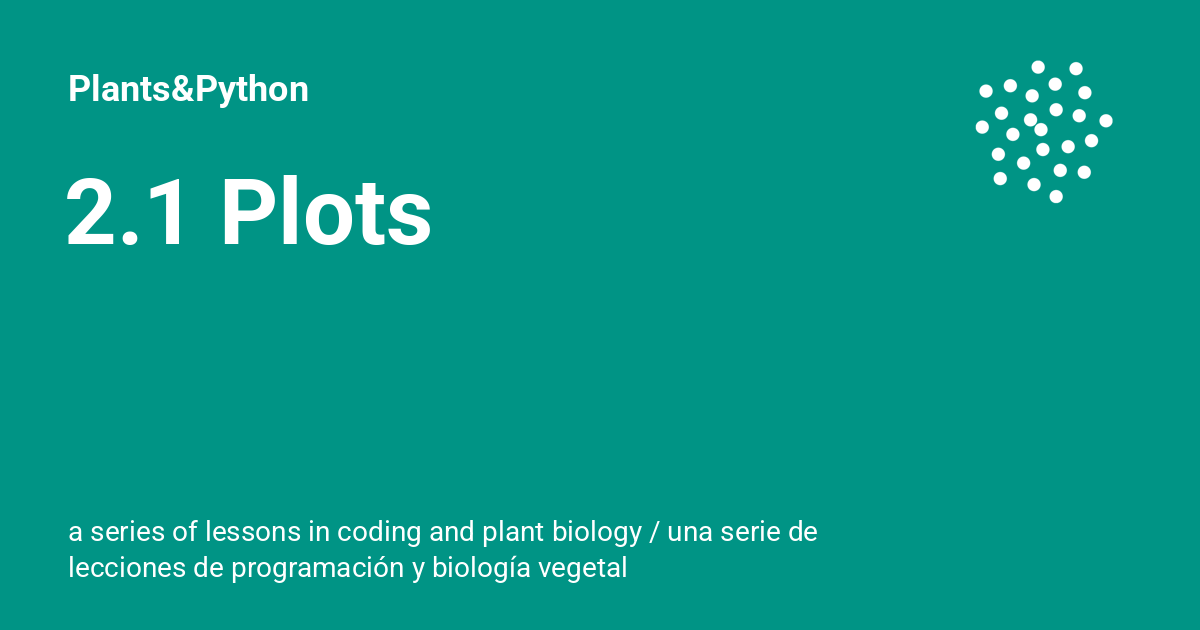 Plants&Python
2.1 Plots
a series of lessons in coding and plant biology / una serie de
lecciones de programación y biología vegetal